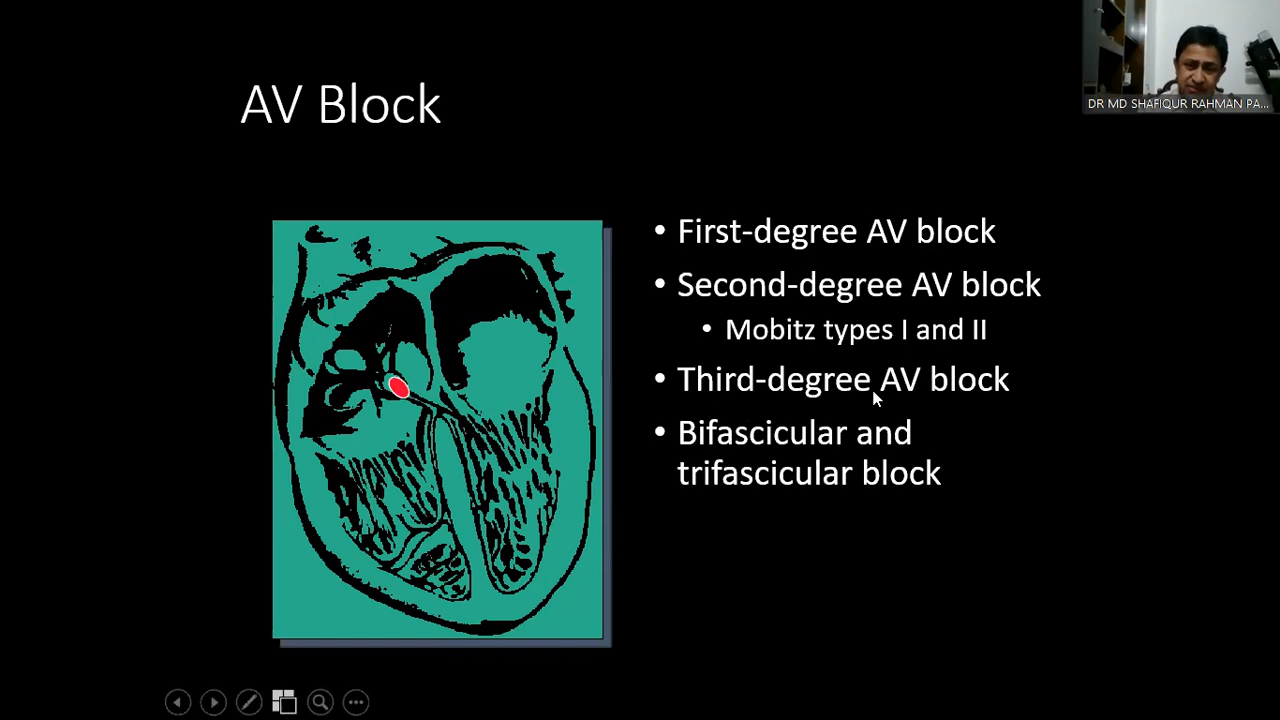 AV Block
DR MD SHAFIQUR RAHMAN PA...
• First-degree AV block
• Second-degree AV block
• Mobitz types I and II
• Third-degree AV block
• Bifascicular and
trifascicular block